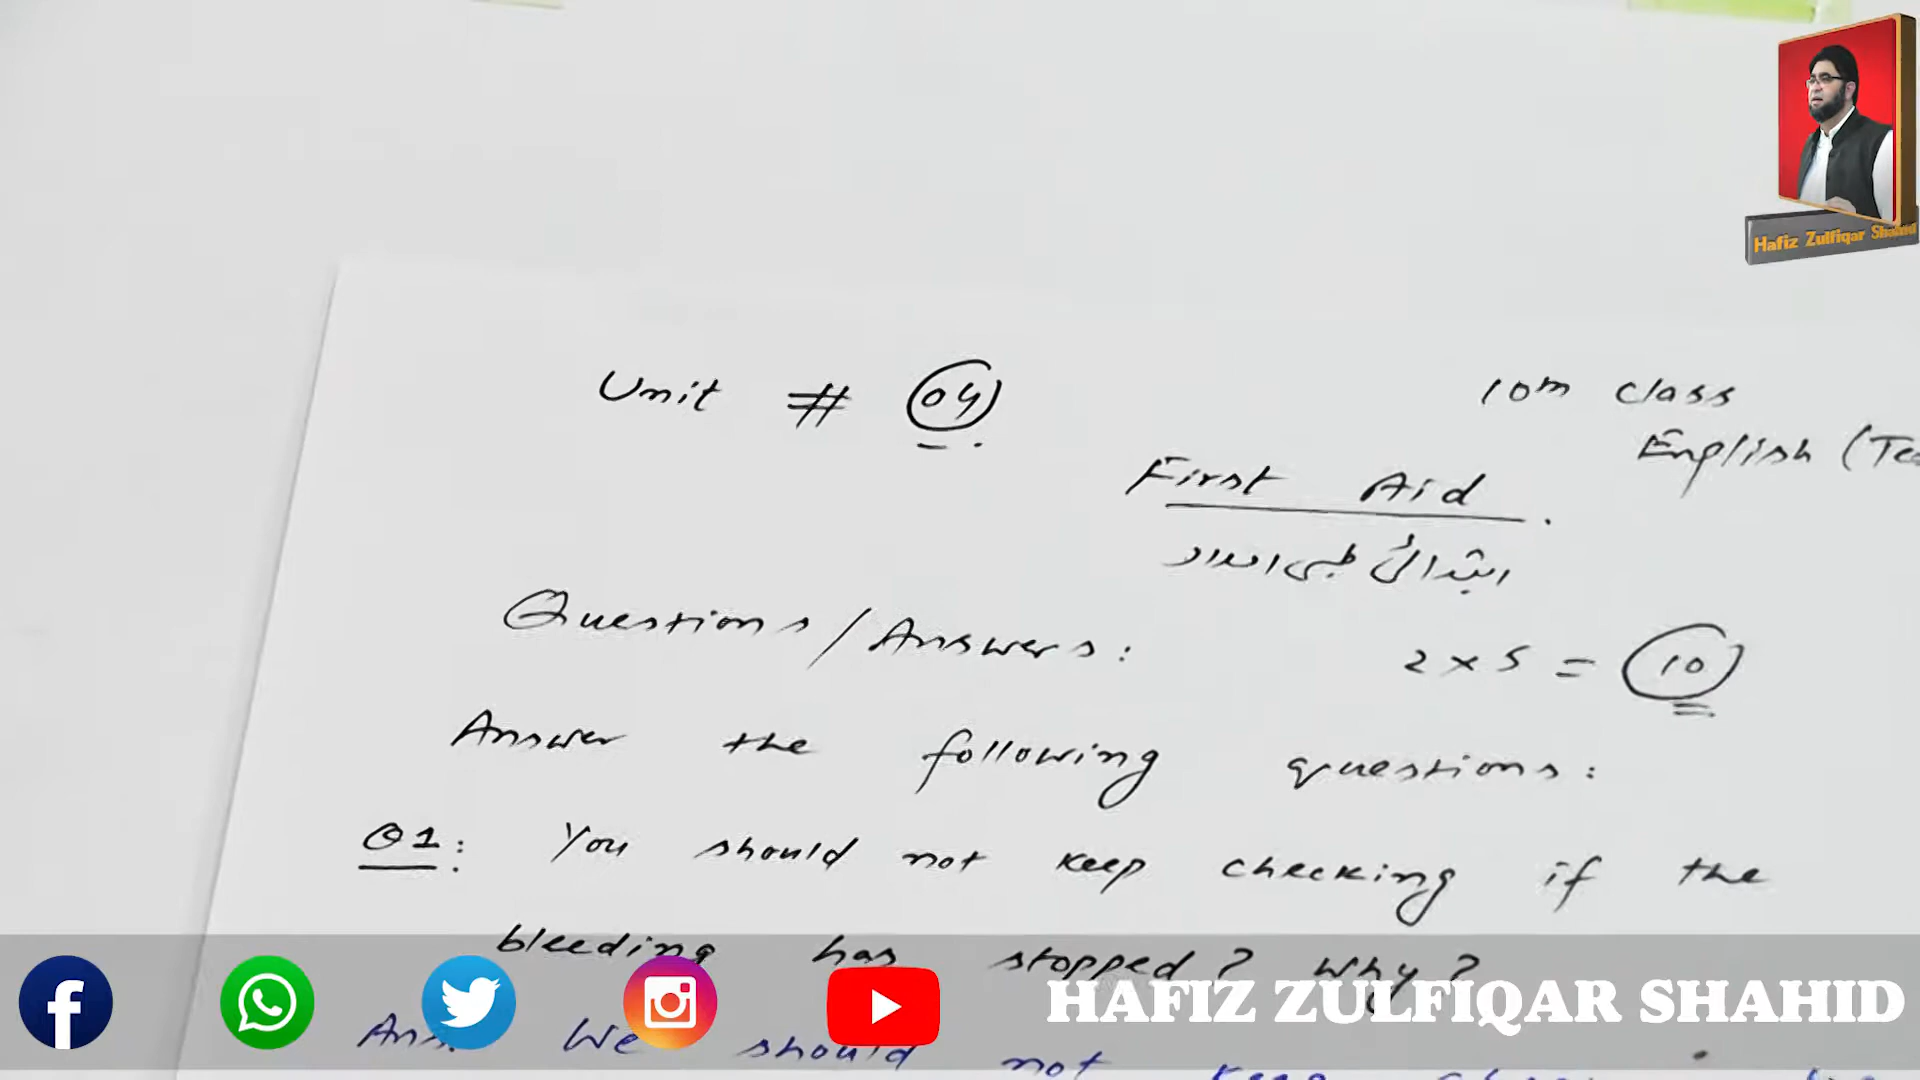 Hafiz Zulfiqar Shahid
Unit # 04
10th class
English (Te
First Aid
ابتدائی طبی امداد
Questions/Answers:
2 x 5 = 10
Answer the following questions:
Q1: You should not keep checking if the
bleeding has stopped? Why?
Ans: We should not keep
HAFIZ ZULFIQAR SHAHID